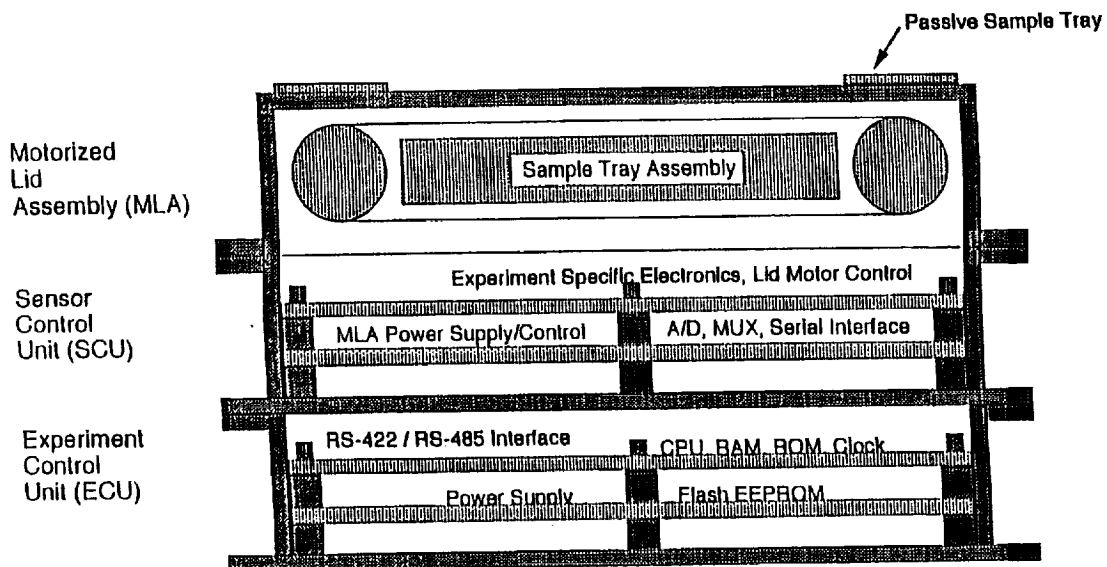 Passive Sample Tray
Motorized
Lid
Assembly (MLA)
Sample Tray Assembly
Sensor
Control
Unit (SCU)
Experiment Specific Electronics, Lid Motor Control
MLA Power Supply/Control
A/D, MUX, Serial Interface
Experiment
Control
Unit (ECU)
RS-422 / RS-485 Interface
CPU, RAM, ROM, Clock
Power Supply
Flash EEPROM